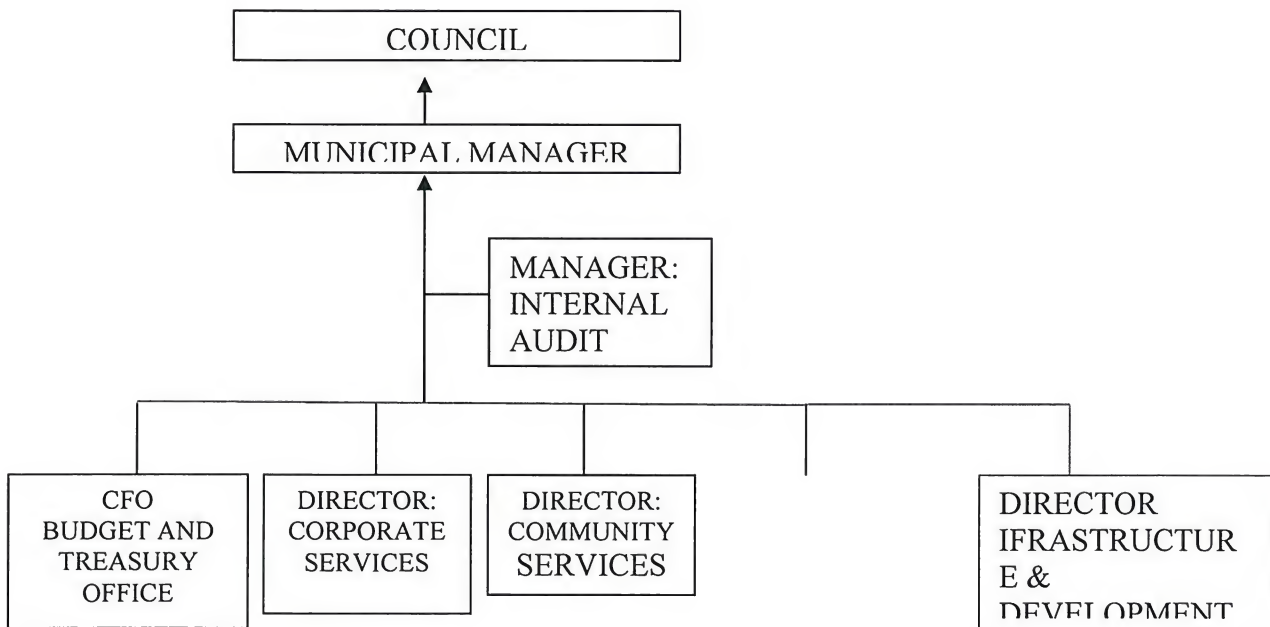 COUNCIL
MUNICIPAL MANAGER
MANAGER:
INTERNAL
AUDIT
CFO
BUDGET AND
TREASURY
OFFICE
DIRECTOR:
CORPORATE
SERVICES
DIRECTOR:
COMMUNITY
SERVICES
DIRECTOR
IFRASTRUCTUR
E &
DEVELOPMENT